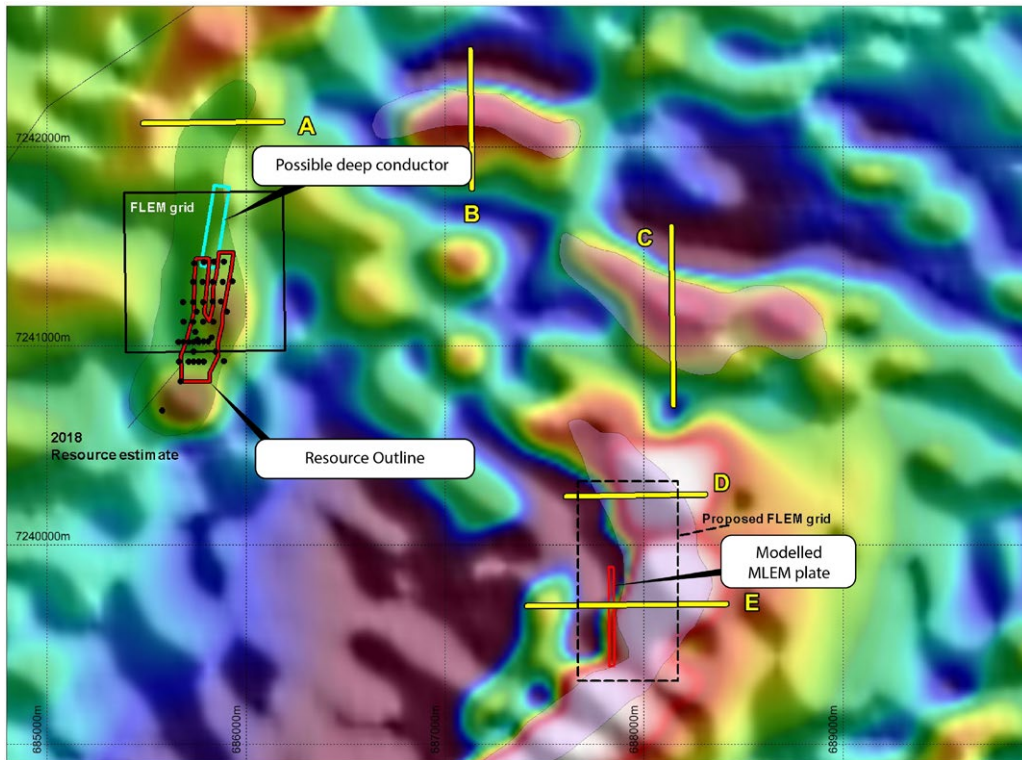 A
7242000m
Possible deep conductor
FLEM grid
B
C
7241000m
2018
Resource estimate
Resource Outline
D
Proposed FLEM grid
7240000m
Modelled
MLEM plate
E
685000m
686000m
687000m
688000m
689000m